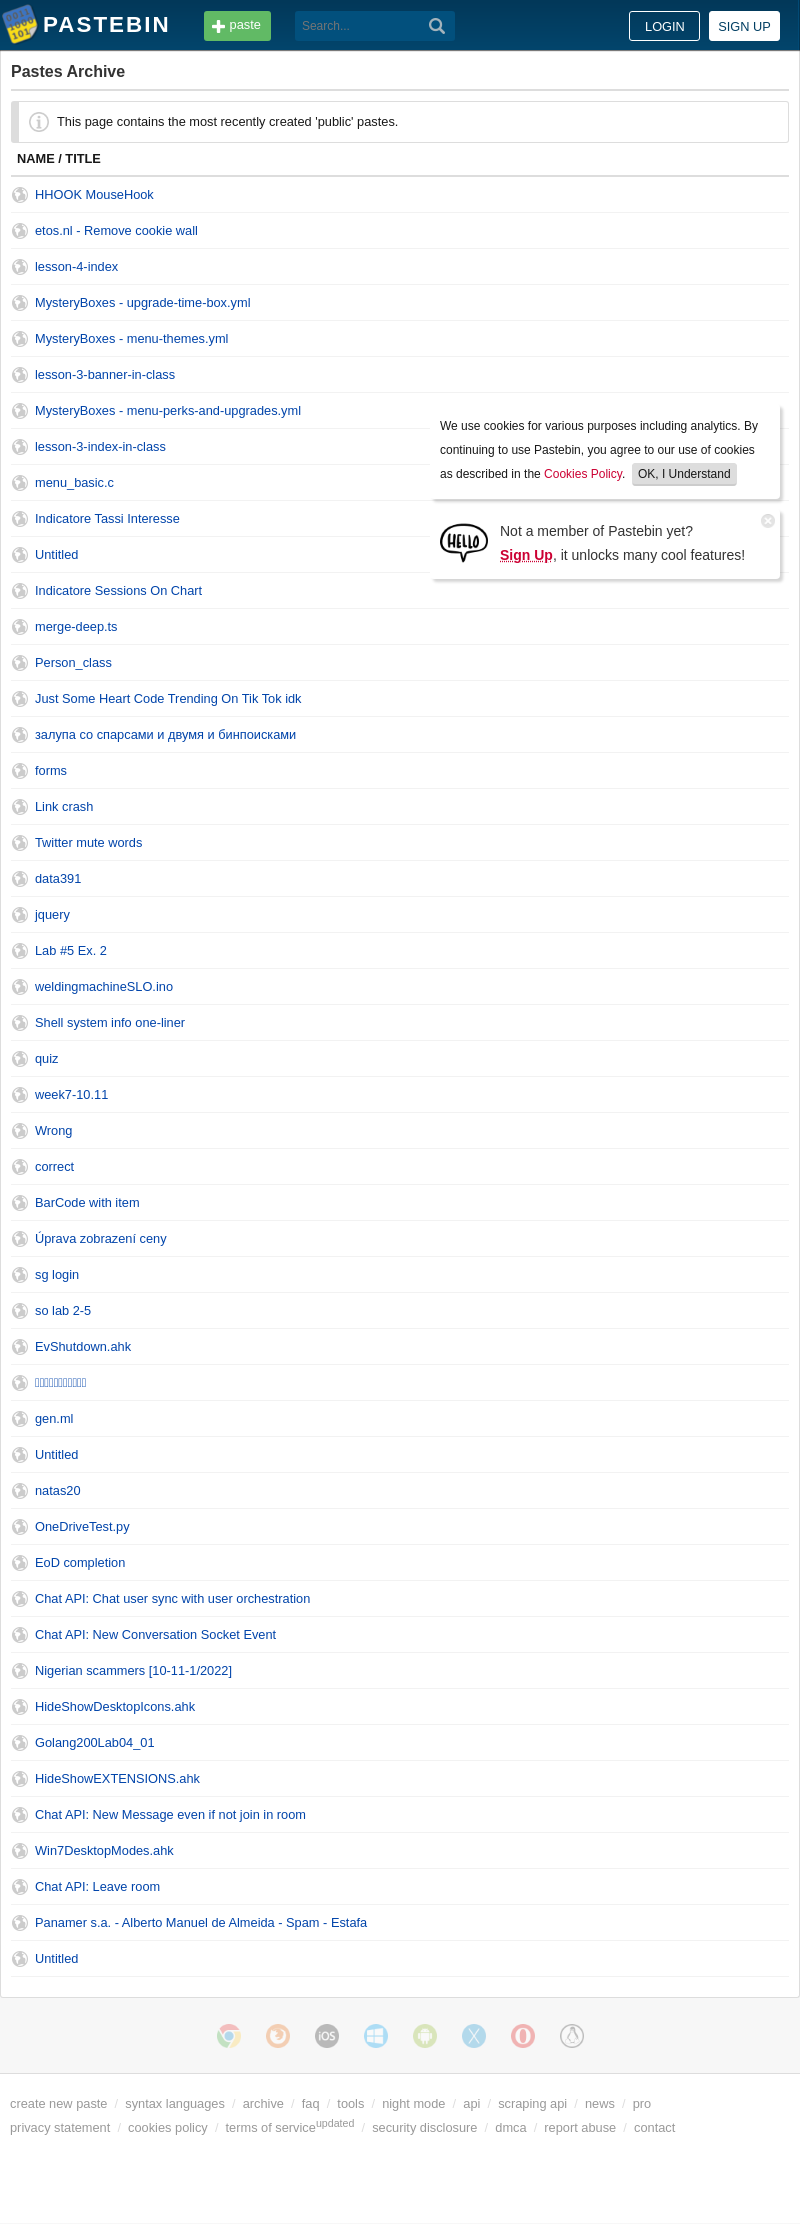 PASTEBIN
paste
Search...
LOGIN
SIGN UP
Pastes Archive
This page contains the most recently created 'public' pastes.
NAME / TITLE
HHOOK MouseHook
etos.nl - Remove cookie wall
lesson-4-index
MysteryBoxes - upgrade-time-box.yml
MysteryBoxes - menu-themes.yml
lesson-3-banner-in-class
MysteryBoxes - menu-perks-and-upgrades.yml
lesson-3-index-in-class
menu_basic.c
Indicatore Tassi Interesse
Untitled
Indicatore Sessions On Chart
merge-deep.ts
Person_class
Just Some Heart Code Trending On Tik Tok idk
залупа со спарсами и двумя и бинпоисками
forms
Link crash
Twitter mute words
data391
jquery
Lab #5 Ex. 2
weldingmachineSLO.ino
Shell system info one-liner
quiz
week7-10.11
Wrong
correct
BarCode with item
Úprava zobrazení ceny
sg login
so lab 2-5
EvShutdown.ahk
gen.ml
Untitled
natas20
OneDriveTest.py
EoD completion
Chat API: Chat user sync with user orchestration
Chat API: New Conversation Socket Event
Nigerian scammers [10-11-1/2022]
HideShowDesktopIcons.ahk
Golang200Lab04_01
HideShowEXTENSIONS.ahk
Chat API: New Message even if not join in room
Win7DesktopModes.ahk
Chat API: Leave room
Panamer s.a. - Alberto Manuel de Almeida - Spam - Estafa
Untitled
We use cookies for various purposes including analytics. By
continuing to use Pastebin, you agree to our use of cookies
as described in the Cookies Policy. OK, I Understand
HELLO
Not a member of Pastebin yet?
Sign Up, it unlocks many cool features!
iOS
create new paste / syntax languages / archive / faq / tools / night mode / api / scraping api / news / pro
privacy statement / cookies policy / terms of service updated / security disclosure / dmca / report abuse / contact